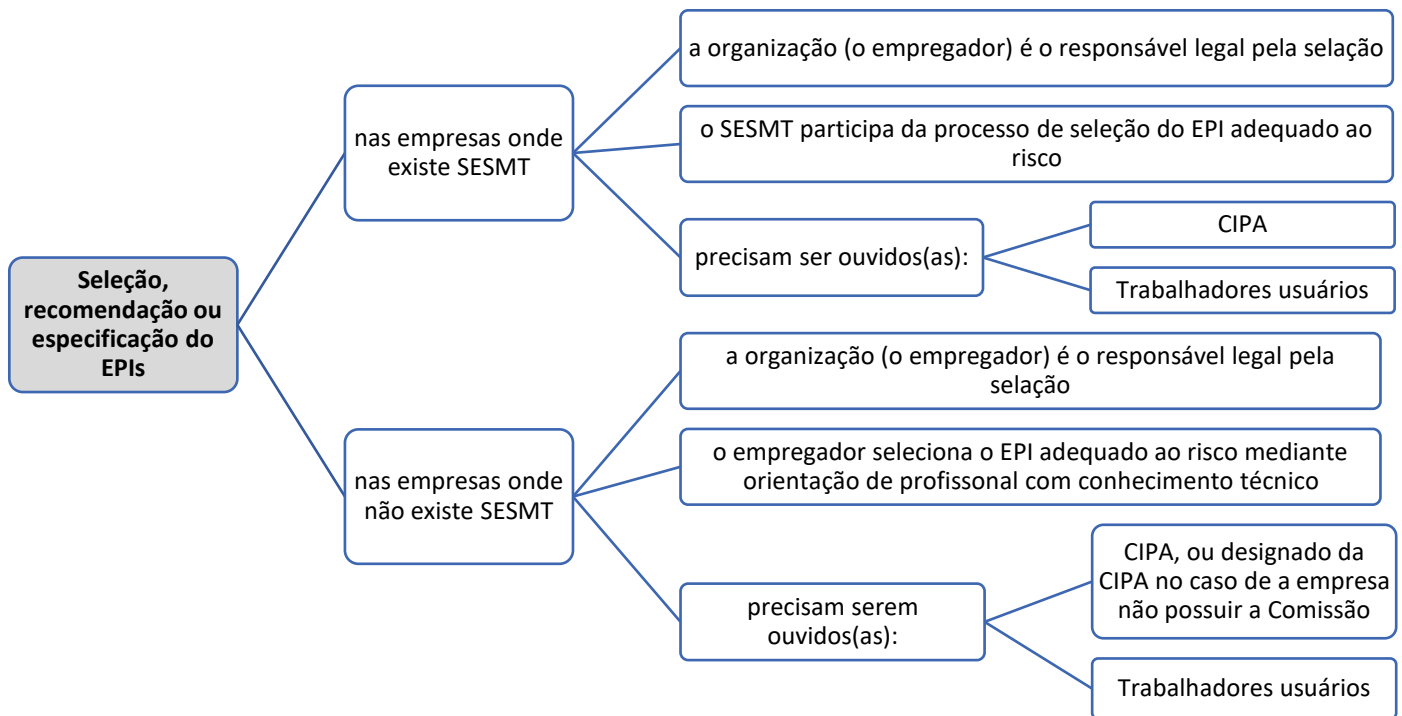 a organização (o empregador) é o responsável legal pela selação
nas empresas onde
existe SESMT
o SESMT participa da processo de seleção do EPI adequado ao
risco
precisam ser ouvidos(as):
CIPA
Trabalhadores usuários
Seleção,
recomendação ou
especificação do
EPIs
a organização (o empregador) é o responsável legal pela
selação
nas empresas onde
não existe SESMT
o empregador seleciona o EPI adequado ao risco mediante
orientação de profissonal com conhecimento técnico
precisam serem
ouvidos(as):
CIPA, ou designado da
CIPA no caso de a empresa
não possuir a Comissão
Trabalhadores usuários